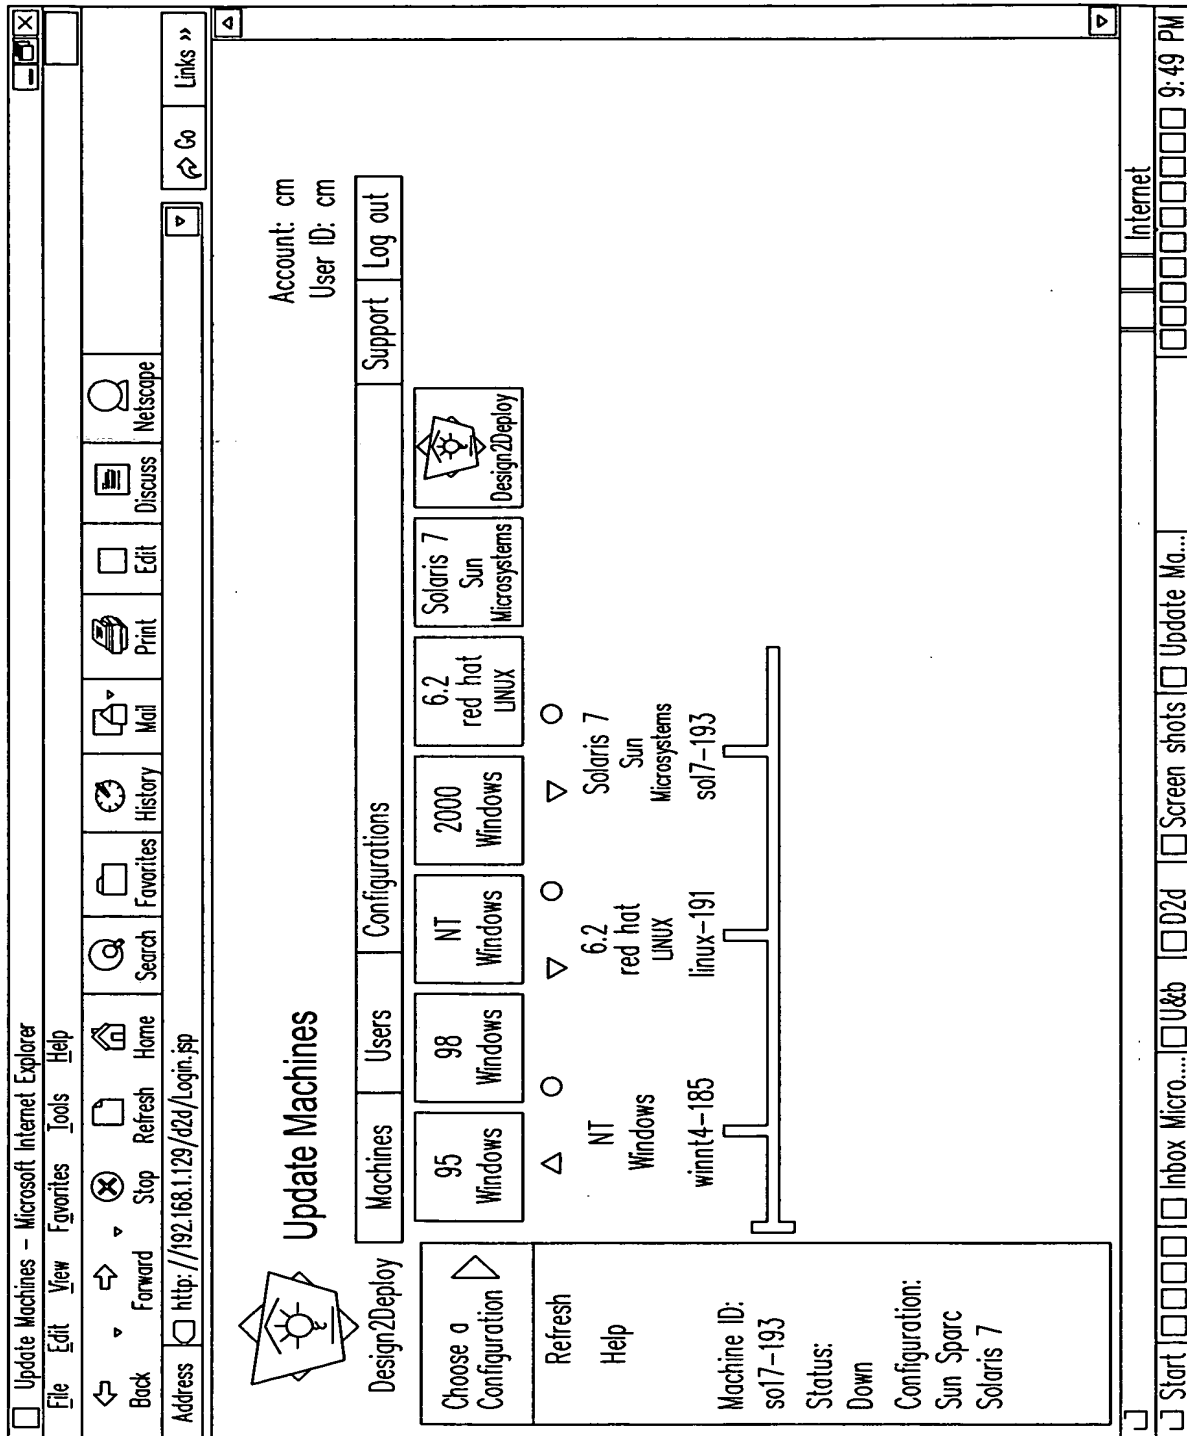 Update Machines – Microsoft Internet Explorer
File Edit View Favorites Tools Help
Back Forward Stop Refresh Home Search Favorites History Mail Print Edit Discuss Netscape
Address http://192.168.1.129/d2d/Login.jsp Go Links »
Design2Deploy
Update Machines
Account: cm
User ID: cm
Machines Users Configurations Support Log out
Choose a
Configuration
95
Windows
98
Windows
NT
Windows
2000
Windows
6.2
red hat
LINUX
Solaris 7
Sun
Microsystems
Design2Deploy
Refresh
Help
NT
Windows
winnt4-185
6.2
red hat
LINUX
linux-191
Solaris 7
Sun
Microsystems
sol7-193
Machine ID:
sol7-193
Status:
Down
Configuration:
Sun Sparc
Solaris 7
Internet
Start Inbox Micro.... U&b D2d Screen shots Update Ma... 9:49 PM